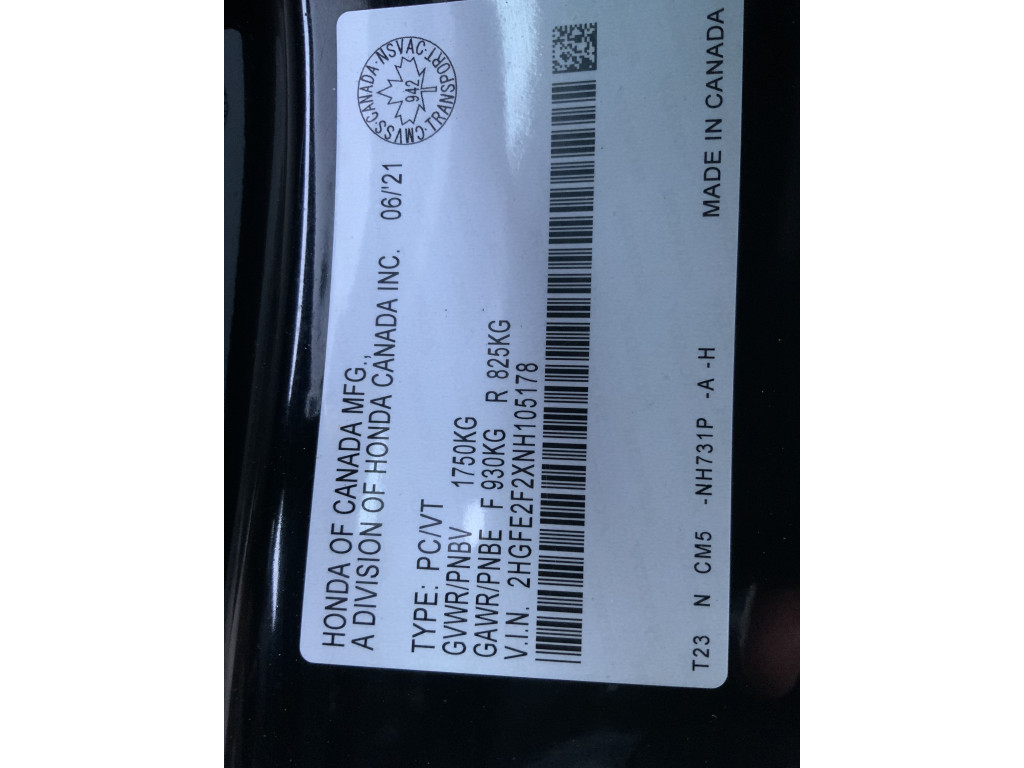 HONDA OF CANADA MFG.,
A DIVISION OF HONDA CANADA INC. 06/'21
CMVSS·CANADA·NSVAC·TRANSPORT·
942
TYPE: PC/VT
GVWR/PNBV 1750KG
GAWR/PNBE F 930KG R 825KG
V.I.N. 2HGFE2F2XNH105178
T23 N CM5 -NH731P -A -H MADE IN CANADA